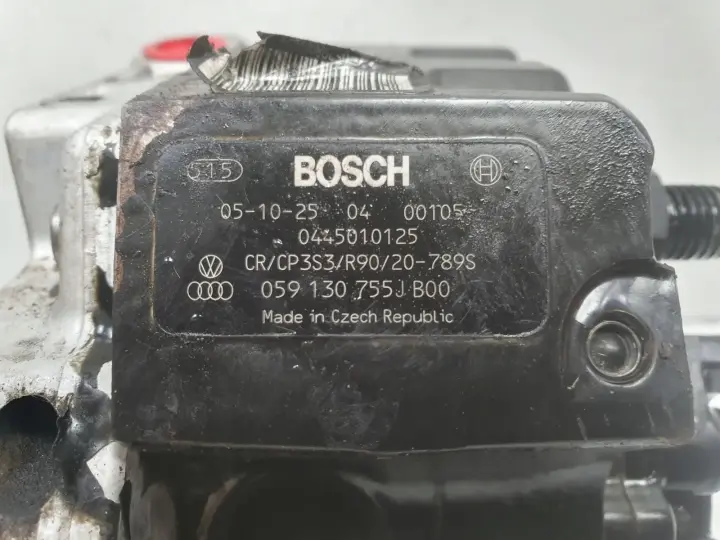 515 BOSCH
05-10-25 04 00105
0445010125
CR/CP3S3/R90/20-789S
059 130 755J B00
Made in Czech Republic